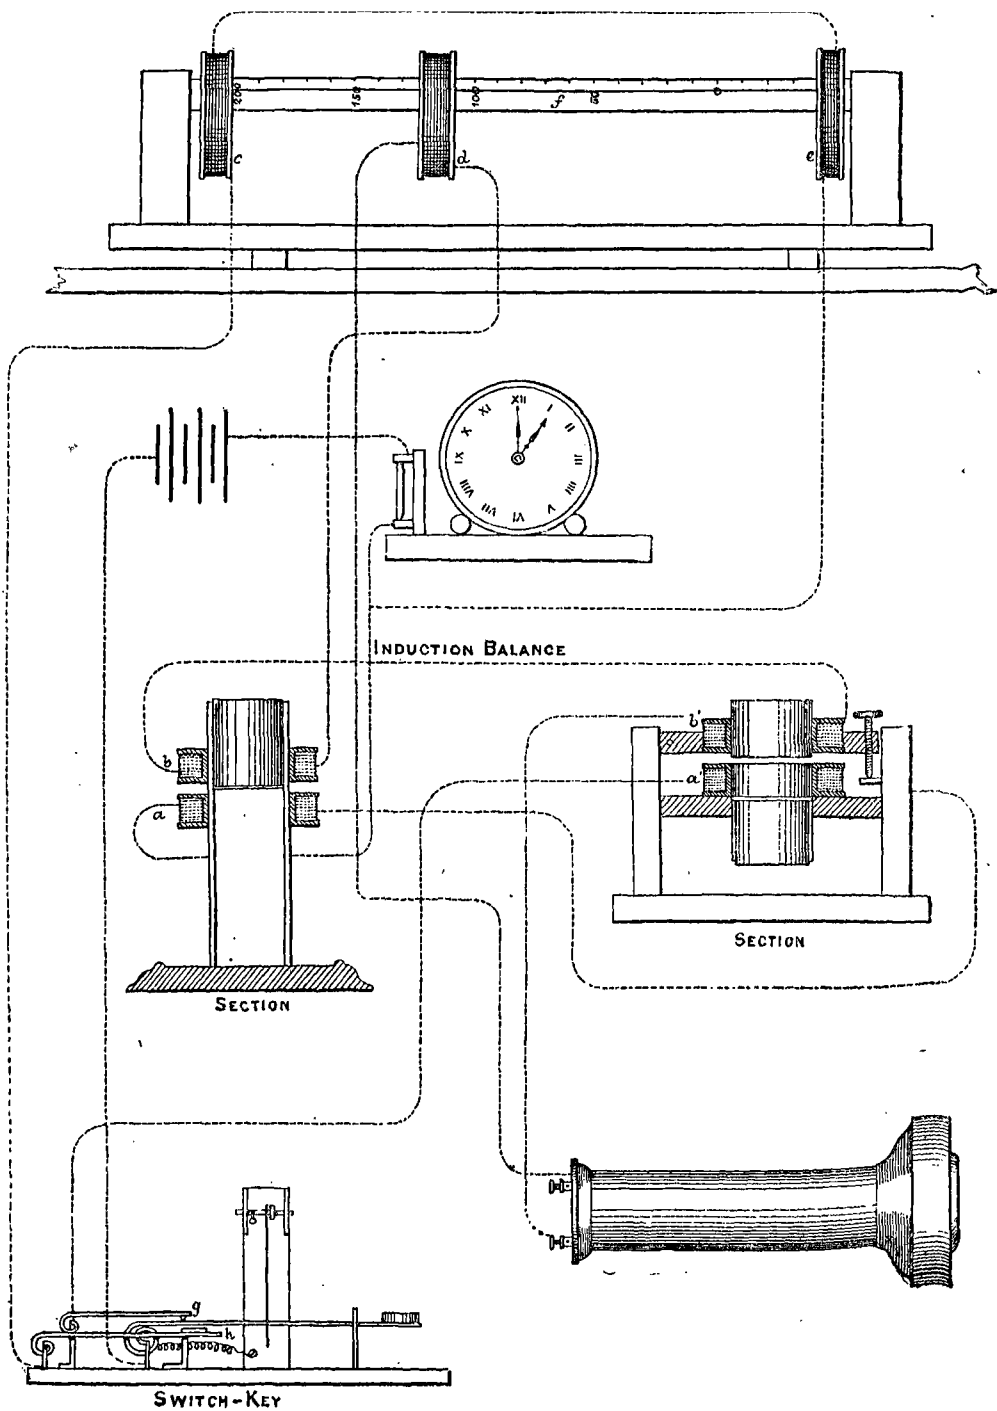 200
150
100
f
50
0
c
d
e
XII
I
II
III
IIII
V
VI
VII
VIII
IX
X
XI
INDUCTION BALANCE
b
a
b'
a'
SECTION
SECTION
g
h
SWITCH-KEY